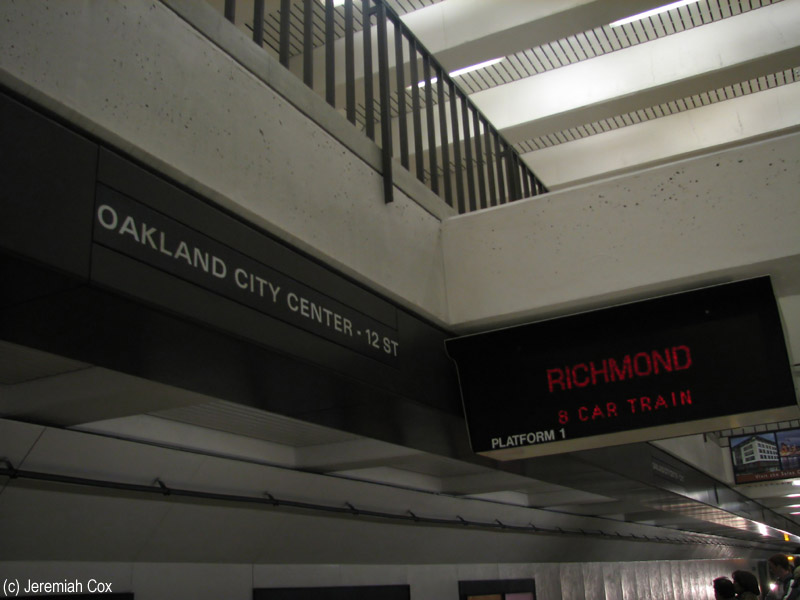 OAKLAND CITY CENTER - 12 ST
RICHMOND
8 CAR TRAIN
PLATFORM 1
(c) Jeremiah Cox